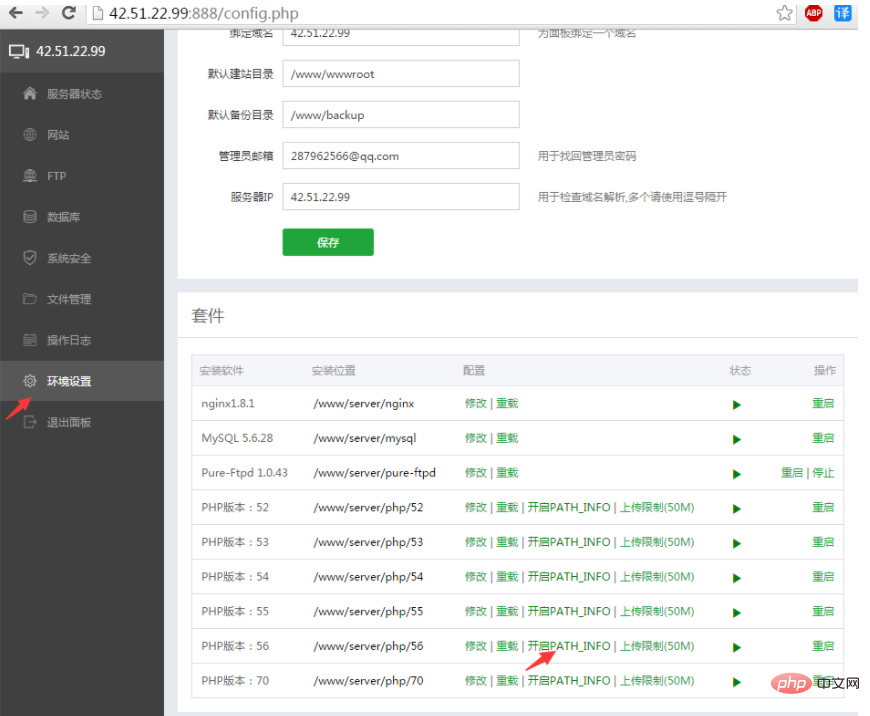 42.51.22.99:888/config.php
ABP
译
42.51.22.99
服务器状态
网站
FTP
数据库
系统安全
文件管理
操作日志
环境设置
退出面板
绑定域名 42.51.22.99 为面板绑定一个域名
默认建站目录 /www/wwwroot
默认备份目录 /www/backup
管理员邮箱 287962566@qq.com 用于找回管理员密码
服务器IP 42.51.22.99 用于检查域名解析,多个请使用逗号隔开
保存
套件
安装软件 安装位置 配置 状态 操作
nginx1.8.1 /www/server/nginx 修改 | 重载 重启
MySQL 5.6.28 /www/server/mysql 修改 | 重载 重启
Pure-Ftpd 1.0.43 /www/server/pure-ftpd 修改 | 重载 重启 | 停止
PHP版本：52 /www/server/php/52 修改 | 重载 | 开启PATH_INFO | 上传限制(50M) 重启
PHP版本：53 /www/server/php/53 修改 | 重载 | 开启PATH_INFO | 上传限制(50M) 重启
PHP版本：54 /www/server/php/54 修改 | 重载 | 开启PATH_INFO | 上传限制(50M) 重启
PHP版本：55 /www/server/php/55 修改 | 重载 | 开启PATH_INFO | 上传限制(50M) 重启
PHP版本：56 /www/server/php/56 修改 | 重载 | 开启PATH_INFO | 上传限制(50M) 重启
PHP版本：70 /www/server/php/70 修改 | 重载 | 开启PATH_INFO | 上传限制(50M)
php 中文网